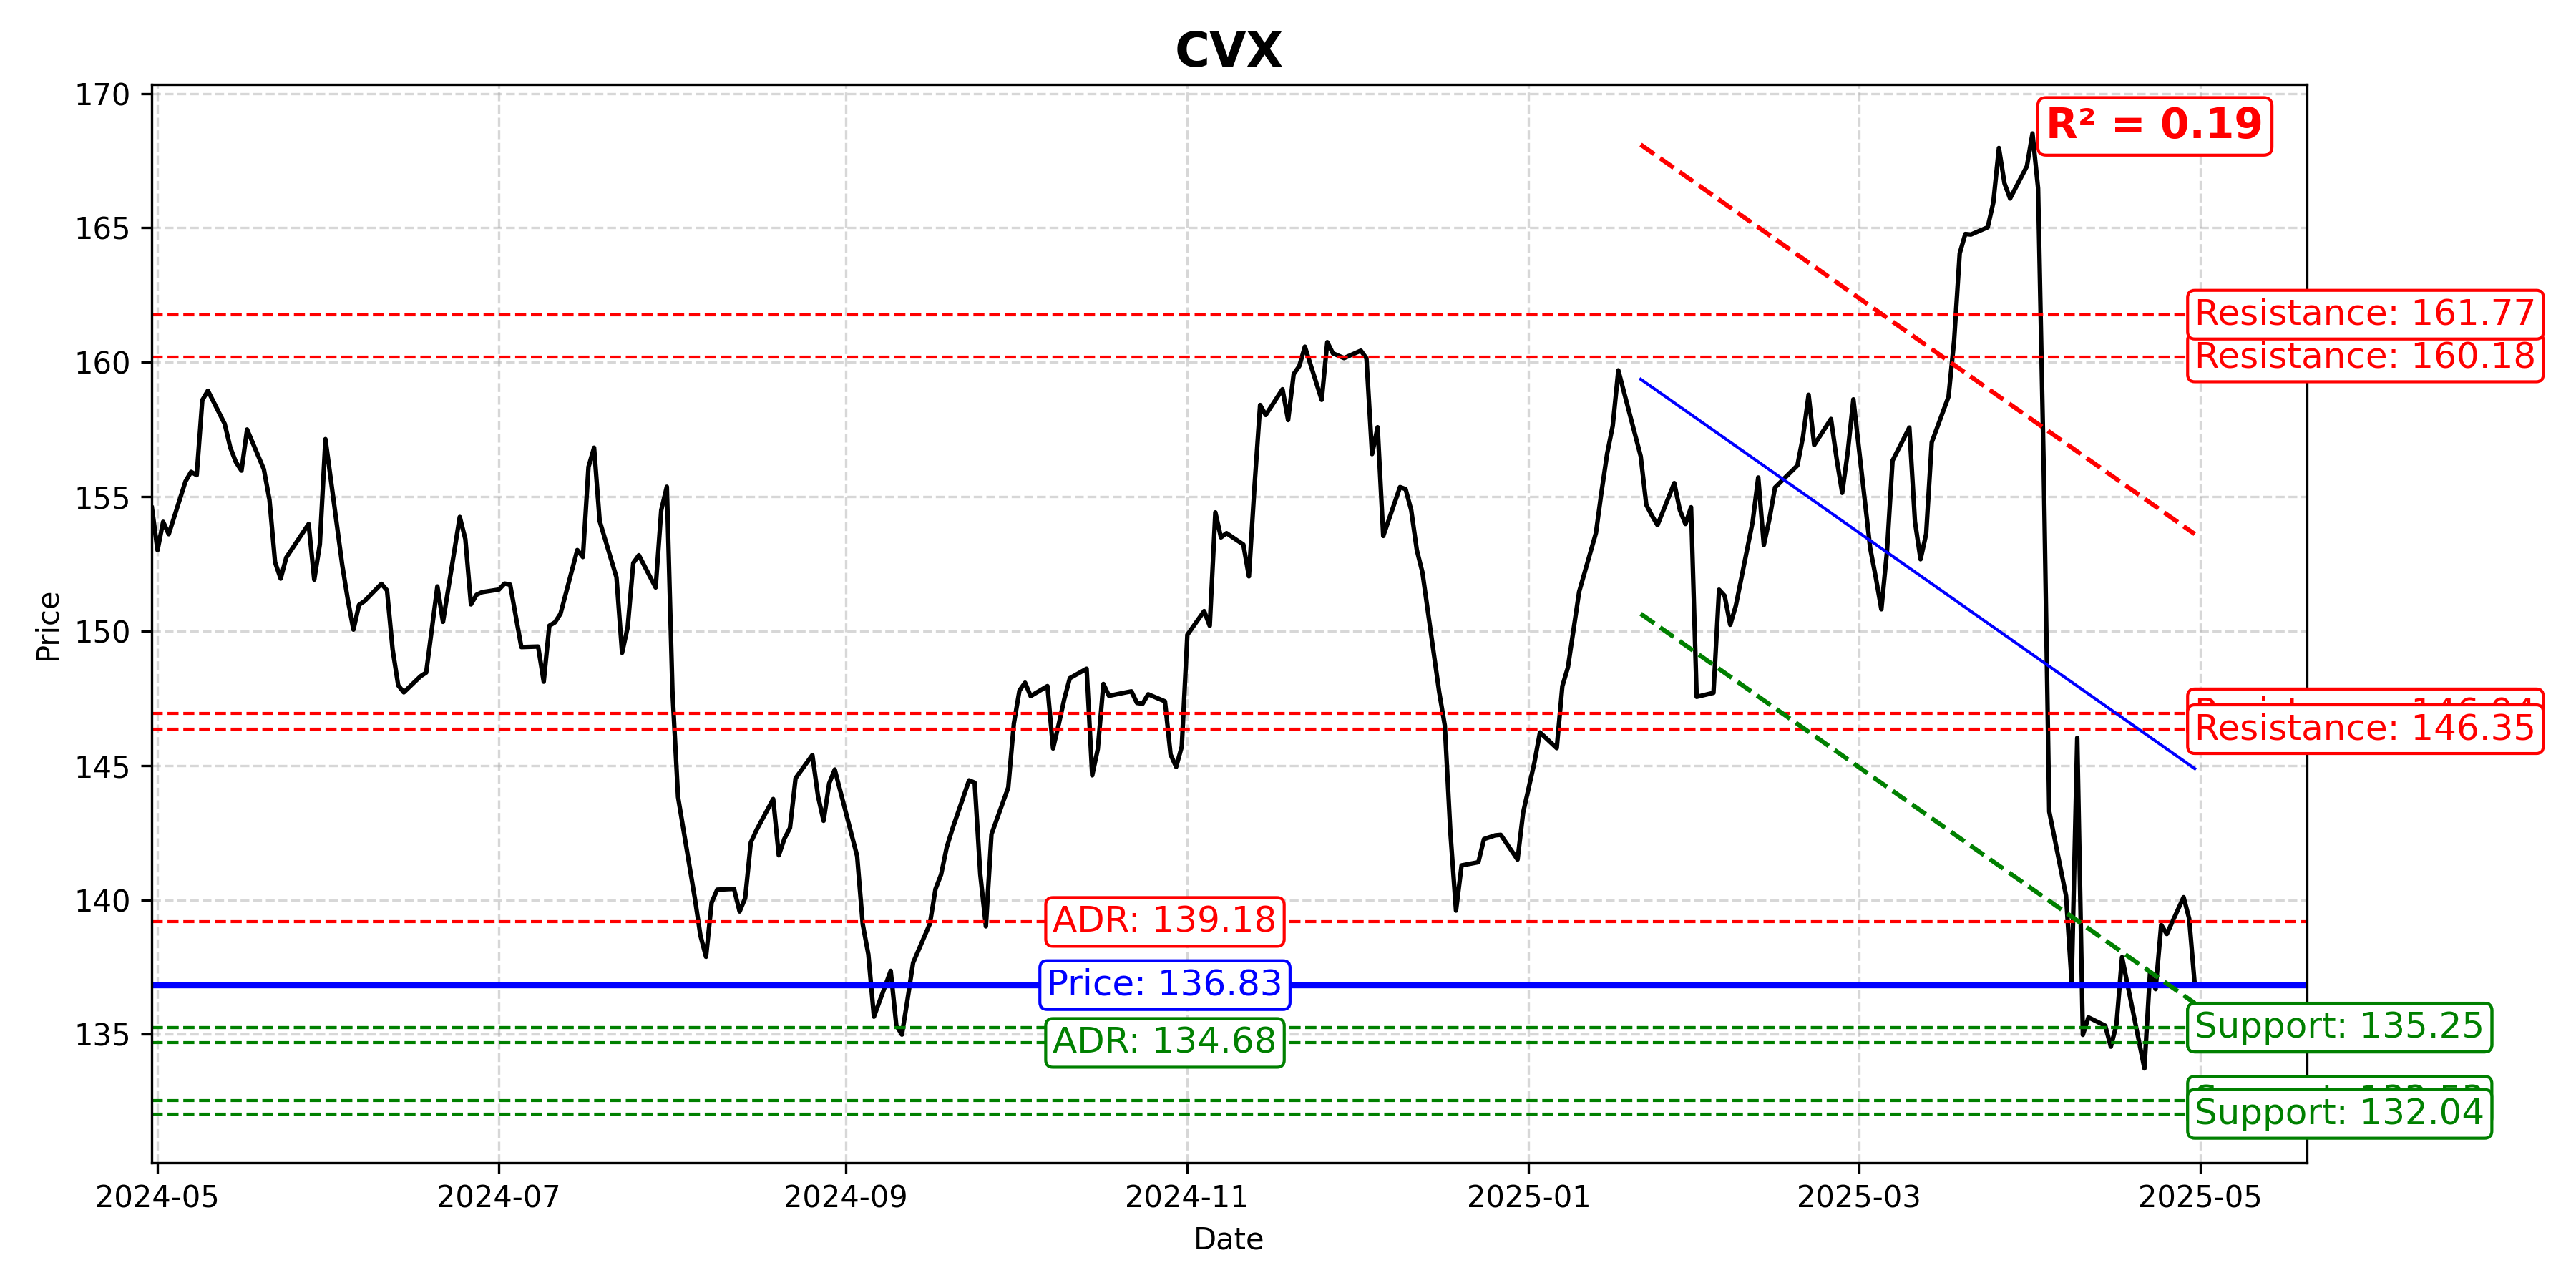 CVX
170
165
160
155
150
145
140
135
Price
R² = 0.19
Resistance: 161.77
Resistance: 160.18
Resistance: 146.35
ADR: 139.18
Price: 136.83
ADR: 134.68
Support: 135.25
Support: 132.04
2024-05
2024-07
2024-09
2024-11
2025-01
2025-03
2025-05
Date